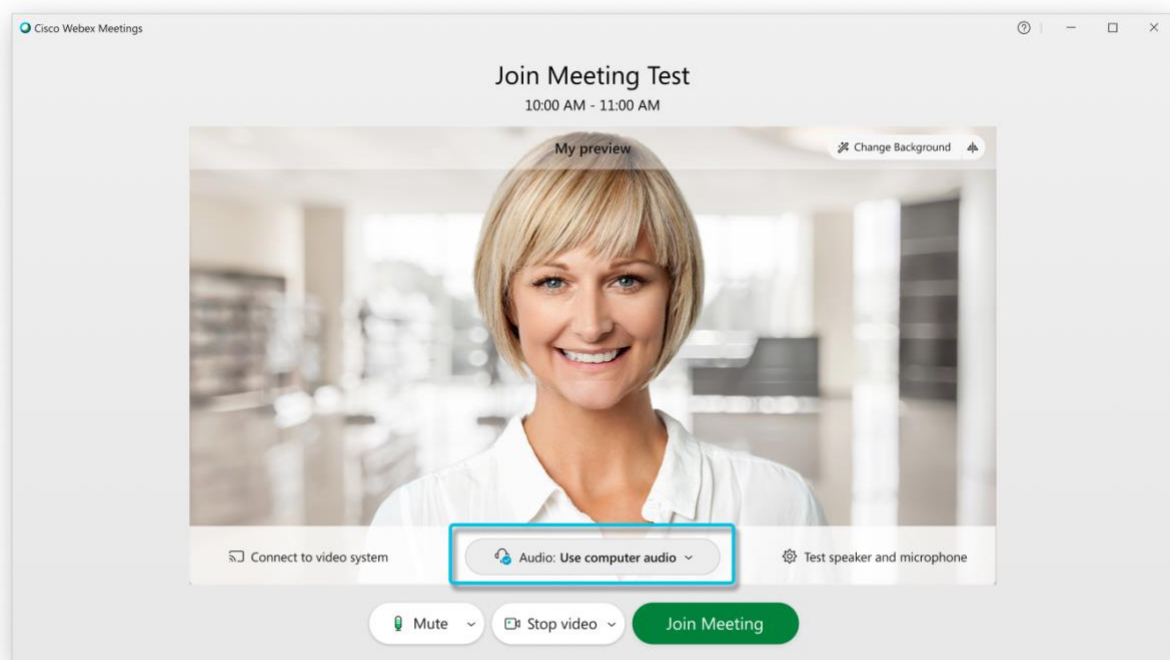 Cisco Webex Meetings
Join Meeting Test
10:00 AM - 11:00 AM
My preview
Change Background
Connect to video system
Audio: Use computer audio
Test speaker and microphone
Mute
Stop video
Join Meeting